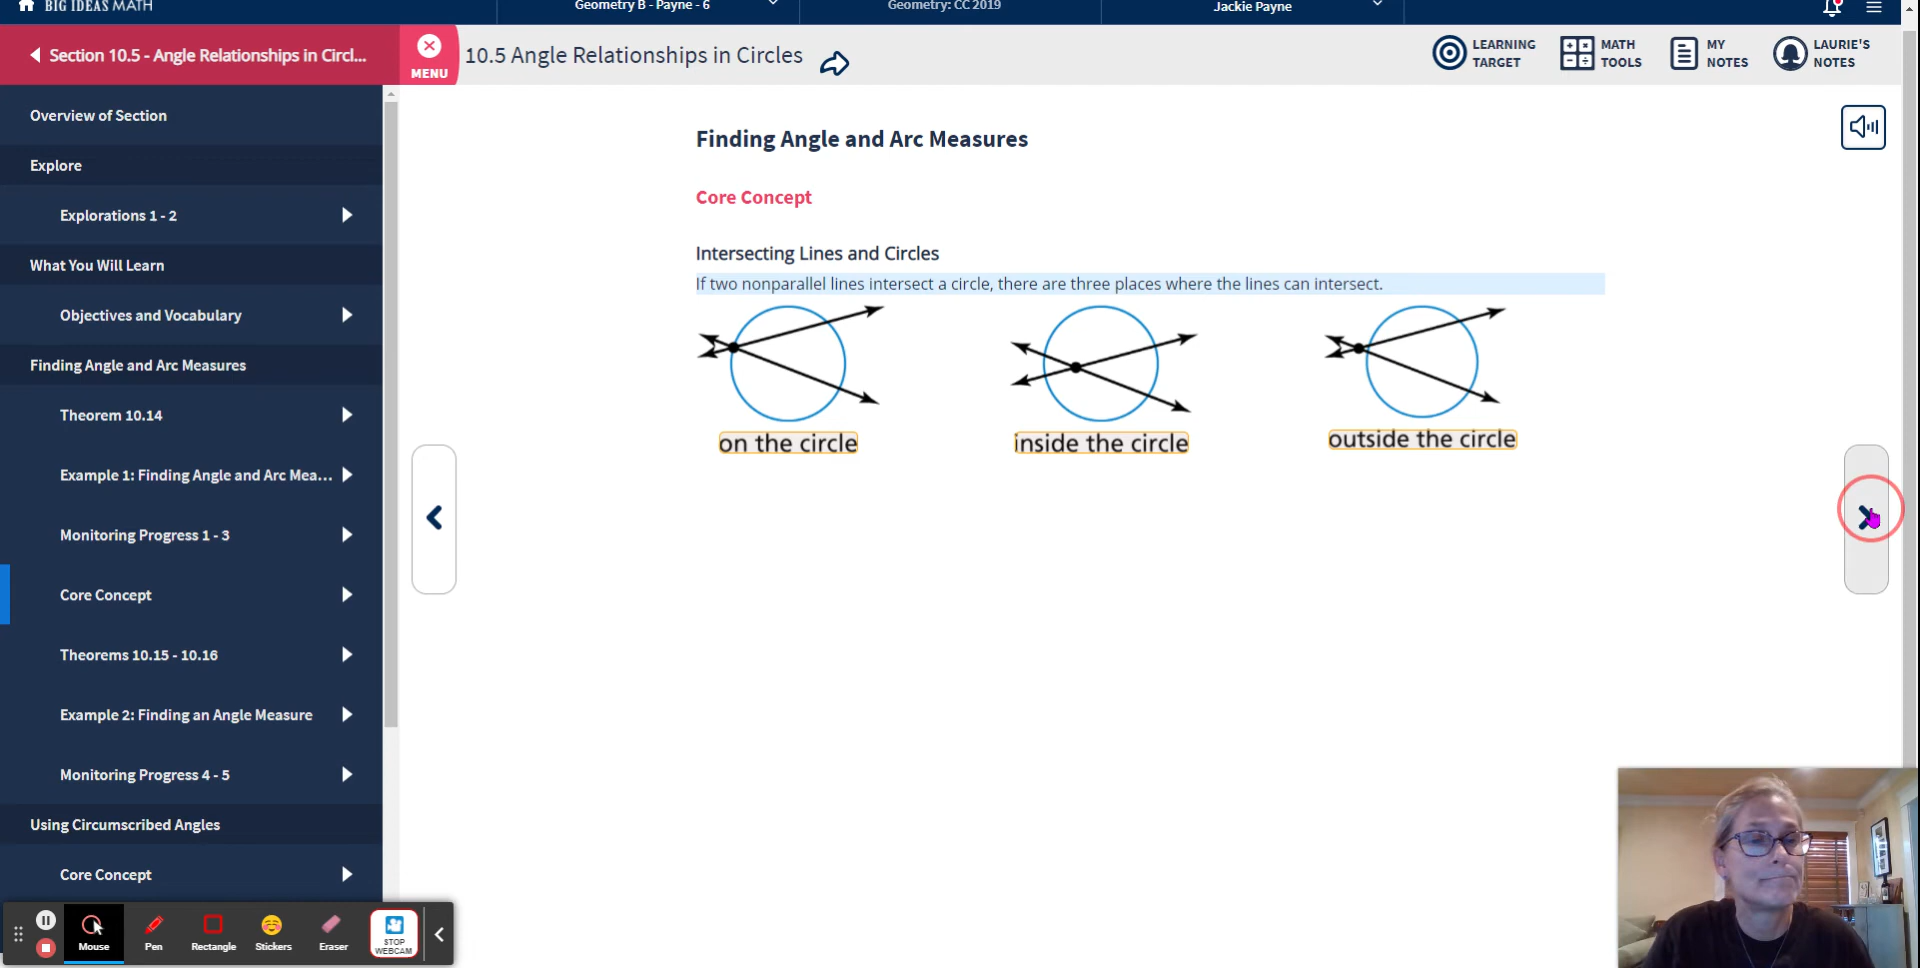 BIG IDEAS MATH
Geometry B - Payne - 6
Geometry: CC 2019
Jackie Payne
Section 10.5 - Angle Relationships in Circl...
MENU
10.5 Angle Relationships in Circles
LEARNING
TARGET
MATH
TOOLS
MY
NOTES
LAURIE'S
NOTES
Overview of Section
Explore
Explorations 1 - 2
What You Will Learn
Objectives and Vocabulary
Finding Angle and Arc Measures
Theorem 10.14
Example 1: Finding Angle and Arc Mea...
Monitoring Progress 1 - 3
Core Concept
Theorems 10.15 - 10.16
Example 2: Finding an Angle Measure
Monitoring Progress 4 - 5
Using Circumscribed Angles
Core Concept
Finding Angle and Arc Measures
Core Concept
Intersecting Lines and Circles
If two nonparallel lines intersect a circle, there are three places where the lines can intersect.
on the circle
inside the circle
outside the circle
Mouse
Pen
Rectangle
Stickers
Eraser
STOP
WEBCAM